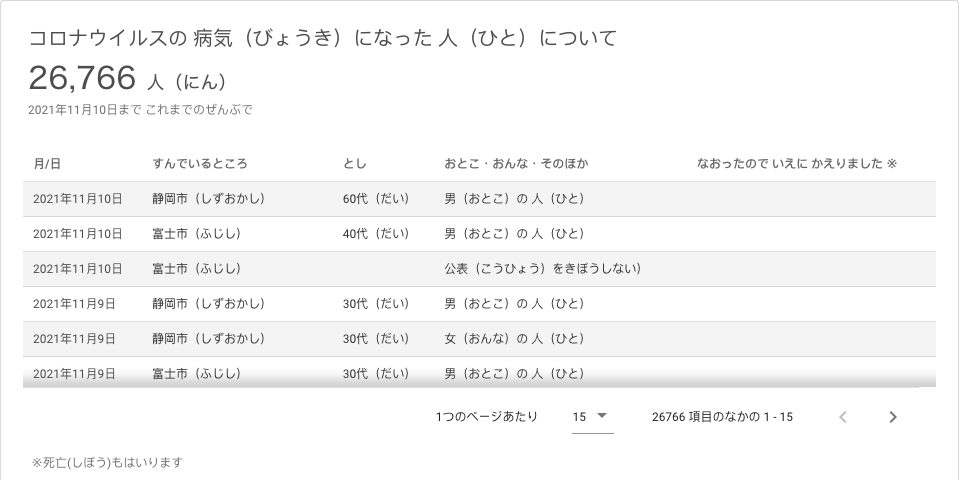 コロナウイルスの 病気（びょうき）になった 人（ひと）について
26,766 人（にん）
2021年11月10日まで これまでのぜんぶで
月/日 すんでいるところ とし おとこ・おんな・そのほか なおったので いえに かえりました ※
2021年11月10日 静岡市（しずおかし） 60代（だい） 男（おとこ）の 人（ひと）
2021年11月10日 富士市（ふじし） 40代（だい） 男（おとこ）の 人（ひと）
2021年11月10日 富士市（ふじし） 公表（こうひょう）をきぼうしない）
2021年11月9日 静岡市（しずおかし） 30代（だい） 男（おとこ）の 人（ひと）
2021年11月9日 静岡市（しずおかし） 30代（だい） 女（おんな）の 人（ひと）
2021年11月9日 富士市（ふじし） 30代（だい） 男（おとこ）の 人（ひと）
1つのページあたり 15 26766 項目のなかの 1 - 15
※死亡(しぼう)もはいります